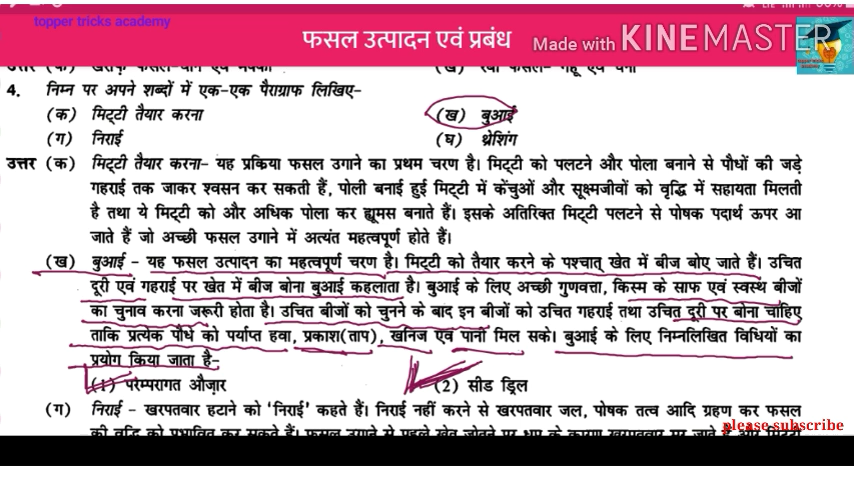 topper tricks academy
फसल उत्पादन एवं प्रबंध
Made with KINEMASTER
4. निम्न पर अपने शब्दों में एक-एक पैराग्राफ लिखिए-
(क) मिट्टी तैयार करना (ख) बुआई
(ग) निराई (घ) थ्रेशिंग
उत्तर (क) मिट्टी तैयार करना- यह प्रकिया फसल उगाने का प्रथम चरण है। मिट्टी को पलटने और पोला बनाने से पौधों की जड़े
गहराई तक जाकर श्वसन कर सकती हैं, पोली बनाई हुई मिट्टी में केंचुओं और सूक्ष्मजीवों को वृद्धि में सहायता मिलती
है तथा ये मिट्टी को और अधिक पोला कर ह्यूमस बनाते हैं। इसके अतिरिक्त मिट्टी पलटने से पोषक पदार्थ ऊपर आ
जाते हैं जो अच्छी फसल उगाने में अत्यंत महत्वपूर्ण होते हैं।
(ख) बुआई - यह फसल उत्पादन का महत्वपूर्ण चरण है। मिट्टी को तैयार करने के पश्चात् खेत में बीज बोए जाते हैं। उचित
दूरी एवं गहराई पर खेत में बीज बोना बुआई कहलाता है। बुआई के लिए अच्छी गुणवत्ता, किस्म के साफ एवं स्वस्थ बीजों
का चुनाव करना जरूरी होता है। उचित बीजों को चुनने के बाद इन बीजों को उचित गहराई तथा उचित दूरी पर बोना चाहिए
ताकि प्रत्येक पौधे को पर्याप्त हवा, प्रकाश(ताप), खनिज एवं पानी मिल सके। बुआई के लिए निम्नलिखित विधियों का
प्रयोग किया जाता है-
(1) परम्परागत औज़ार (2) सीड ड्रिल
(ग) निराई - खरपतवार हटाने को 'निराई' कहते हैं। निराई नहीं करने से खरपतवार जल, पोषक तत्व आदि ग्रहण कर फसल
please subscribe